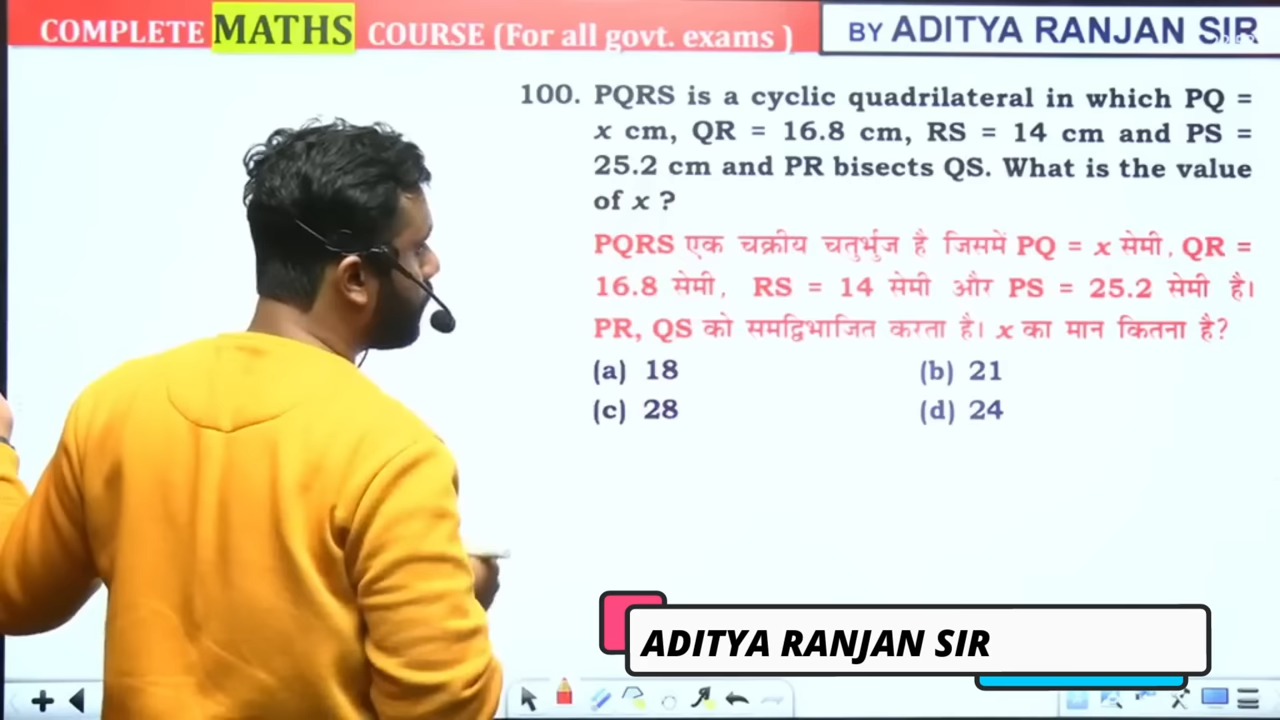 COMPLETE MATHS COURSE (For all govt. exams )
BY ADITYA RANJAN SIR
100. PQRS is a cyclic quadrilateral in which PQ =
x cm, QR = 16.8 cm, RS = 14 cm and PS =
25.2 cm and PR bisects QS. What is the value
of x ?
PQRS एक चक्रीय चतुर्भुज है जिसमें PQ = x सेमी, QR =
16.8 सेमी, RS = 14 सेमी और PS = 25.2 सेमी है।
PR, QS को समद्विभाजित करता है। x का मान कितना है?
(a) 18 (b) 21
(c) 28 (d) 24
ADITYA RANJAN SIR